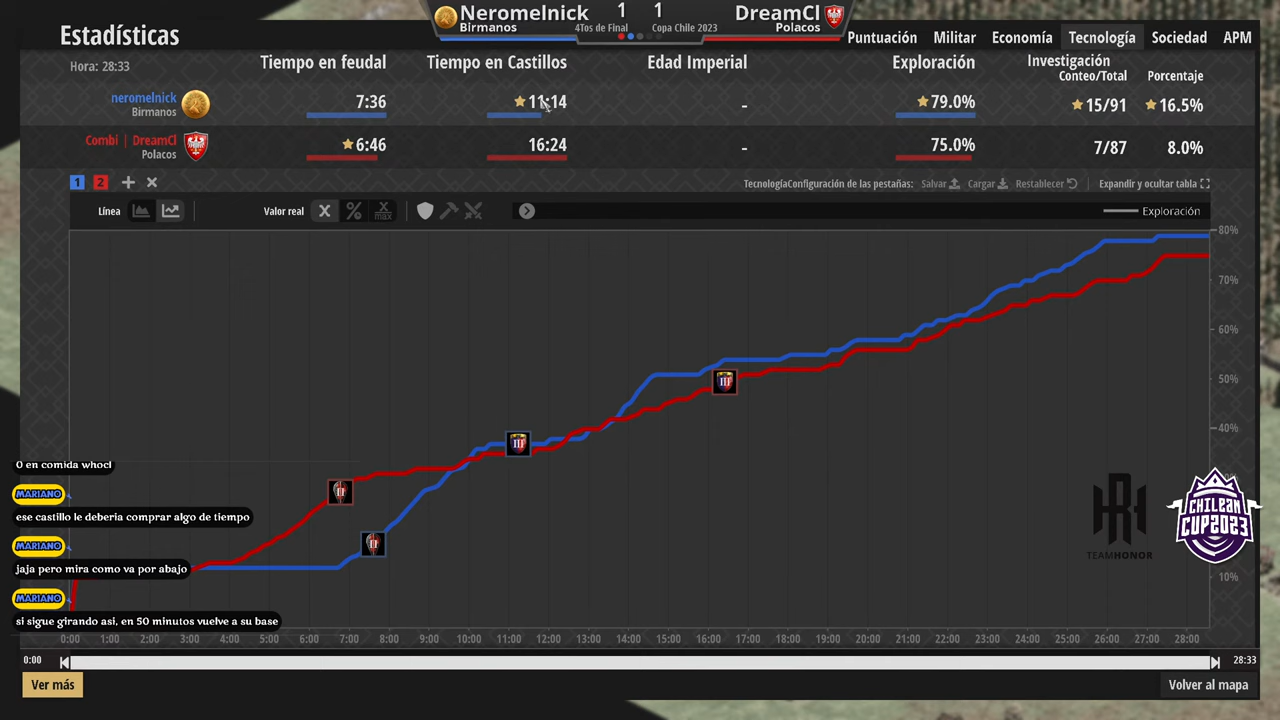 Neromelnick
Birmanos
1 1
4Tos de Final Copa Chile 2023
DreamCl
Polacos
Estadísticas
Puntuación Militar Economía Tecnología Sociedad APM
Hora: 28:33
Tiempo en feudal Tiempo en Castillos Edad Imperial Exploración Investigación
Conteo/Total Porcentaje
neromelnick
Birmanos
7:36 11:14 - 79.0% 15/91 16.5%
Combi | DreamCl
Polacos
6:46 16:24 - 75.0% 7/87 8.0%
1 2
TecnologíaConfiguración de las pestañas: Salvar Cargar Restablecer Expandir y ocultar tabla
Línea Valor real X % X/max
Exploración
80%
70%
60%
50%
40%
10%
III
III
II
II
0 en comida whocl
MARIANO
ese castillo le deberia comprar algo de tiempo
MARIANO
jaja pero mira como va por abajo
MARIANO
si sigue girando asi, en 50 minutos vuelve a su base
TEAMHONOR
CHILEAN
CUP2023
0:00 1:00 2:00 3:00 4:00 5:00 6:00 7:00 8:00 9:00 10:00 11:00 12:00 13:00 14:00 15:00 16:00 17:00 18:00 19:00 20:00 21:00 22:00 23:00 24:00 25:00 26:00 27:00 28:00
0:00 28:33
Ver más Volver al mapa